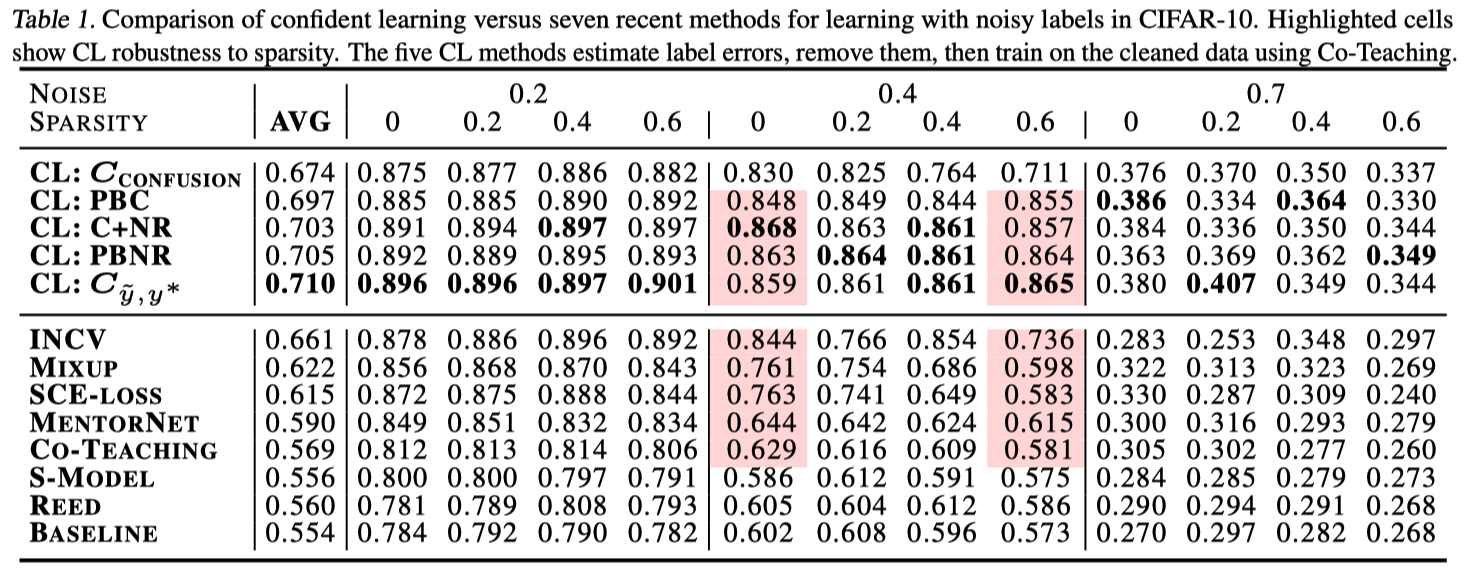 Table 1. Comparison of confident learning versus seven recent methods for learning with noisy labels in CIFAR-10. Highlighted cells
show CL robustness to sparsity. The five CL methods estimate label errors, remove them, then train on the cleaned data using Co-Teaching.
NOISE 0.2 0.4 0.7
SPARSITY AVG 0 0.2 0.4 0.6 0 0.2 0.4 0.6 0 0.2 0.4 0.6
CL: C_CONFUSION 0.674 0.875 0.877 0.886 0.882 0.830 0.825 0.764 0.711 0.376 0.370 0.350 0.337
CL: PBC 0.697 0.885 0.885 0.890 0.892 0.848 0.849 0.844 0.855 0.386 0.334 0.364 0.330
CL: C+NR 0.703 0.891 0.894 0.897 0.897 0.868 0.863 0.861 0.857 0.384 0.336 0.350 0.344
CL: PBNR 0.705 0.892 0.889 0.895 0.893 0.863 0.864 0.861 0.864 0.363 0.369 0.362 0.349
CL: C_ỹ,y* 0.710 0.896 0.896 0.897 0.901 0.859 0.861 0.861 0.865 0.380 0.407 0.349 0.344
INCV 0.661 0.878 0.886 0.896 0.892 0.844 0.766 0.854 0.736 0.283 0.253 0.348 0.297
MIXUP 0.622 0.856 0.868 0.870 0.843 0.761 0.754 0.686 0.598 0.322 0.313 0.323 0.269
SCE-LOSS 0.615 0.872 0.875 0.888 0.844 0.763 0.741 0.649 0.583 0.330 0.287 0.309 0.240
MENTORNET 0.590 0.849 0.851 0.832 0.834 0.644 0.642 0.624 0.615 0.300 0.316 0.293 0.279
CO-TEACHING 0.569 0.812 0.813 0.814 0.806 0.629 0.616 0.609 0.581 0.305 0.302 0.277 0.260
S-MODEL 0.556 0.800 0.800 0.797 0.791 0.586 0.612 0.591 0.575 0.284 0.285 0.279 0.273
REED 0.560 0.781 0.789 0.808 0.793 0.605 0.604 0.612 0.586 0.290 0.294 0.291 0.268
BASELINE 0.554 0.784 0.792 0.790 0.782 0.602 0.608 0.596 0.573 0.270 0.297 0.282 0.268